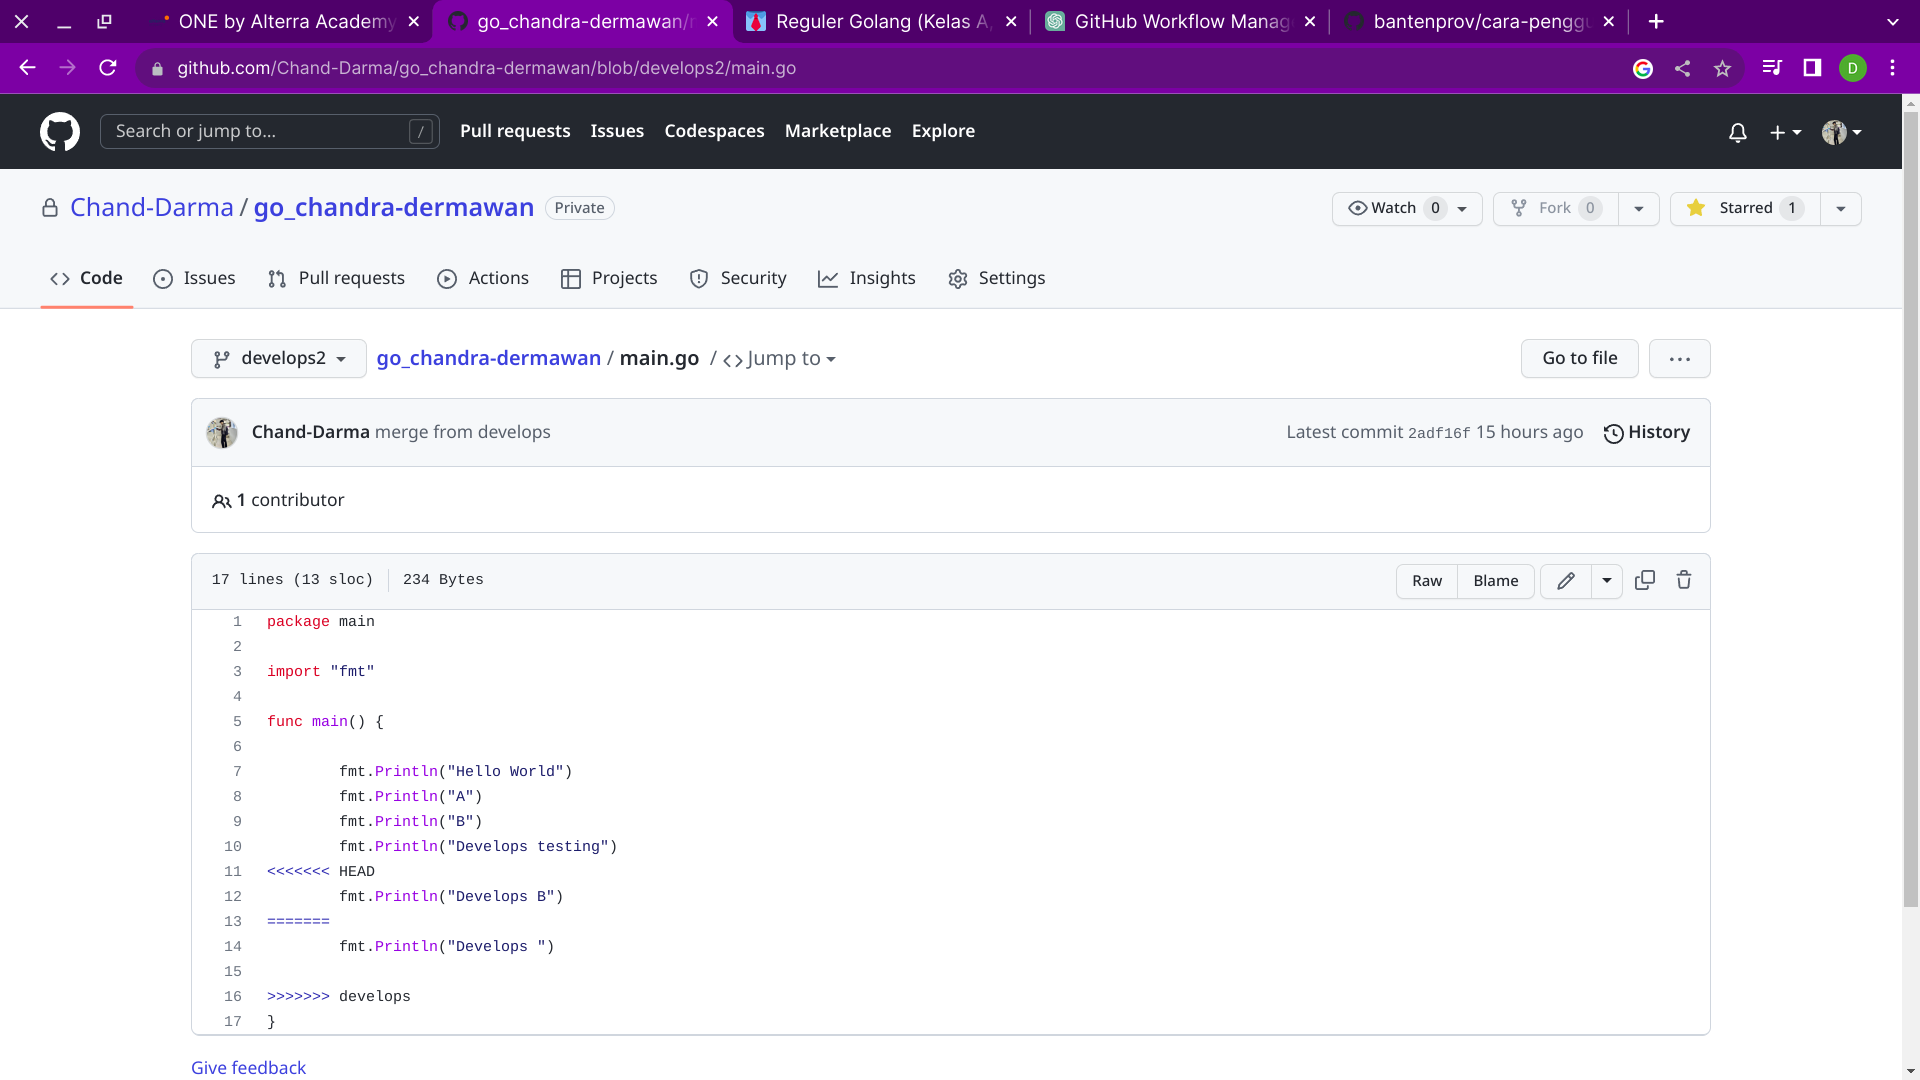 ONE by Alterra Academy
go_chandra-dermawan/
Reguler Golang (Kelas A,
GitHub Workflow Manag
bantenprov/cara-penggu
github.com/Chand-Darma/go_chandra-dermawan/blob/develops2/main.go
D
Search or jump to...
/
Pull requests
Issues
Codespaces
Marketplace
Explore
Chand-Darma / go_chandra-dermawan
Private
Watch 0
Fork 0
Starred 1
Code
Issues
Pull requests
Actions
Projects
Security
Insights
Settings
develops2
go_chandra-dermawan / main.go / <> Jump to
Go to file
Chand-Darma merge from develops
Latest commit 2adf16f 15 hours ago
History
1 contributor
17 lines (13 sloc)
234 Bytes
Raw
Blame
1 package main
2
3 import "fmt"
4
5 func main() {
6
7 fmt.Println("Hello World")
8 fmt.Println("A")
9 fmt.Println("B")
10 fmt.Println("Develops testing")
11 <<<<<<< HEAD
12 fmt.Println("Develops B")
13 =======
14 fmt.Println("Develops ")
15
16 >>>>>>> develops
17 }
Give feedback